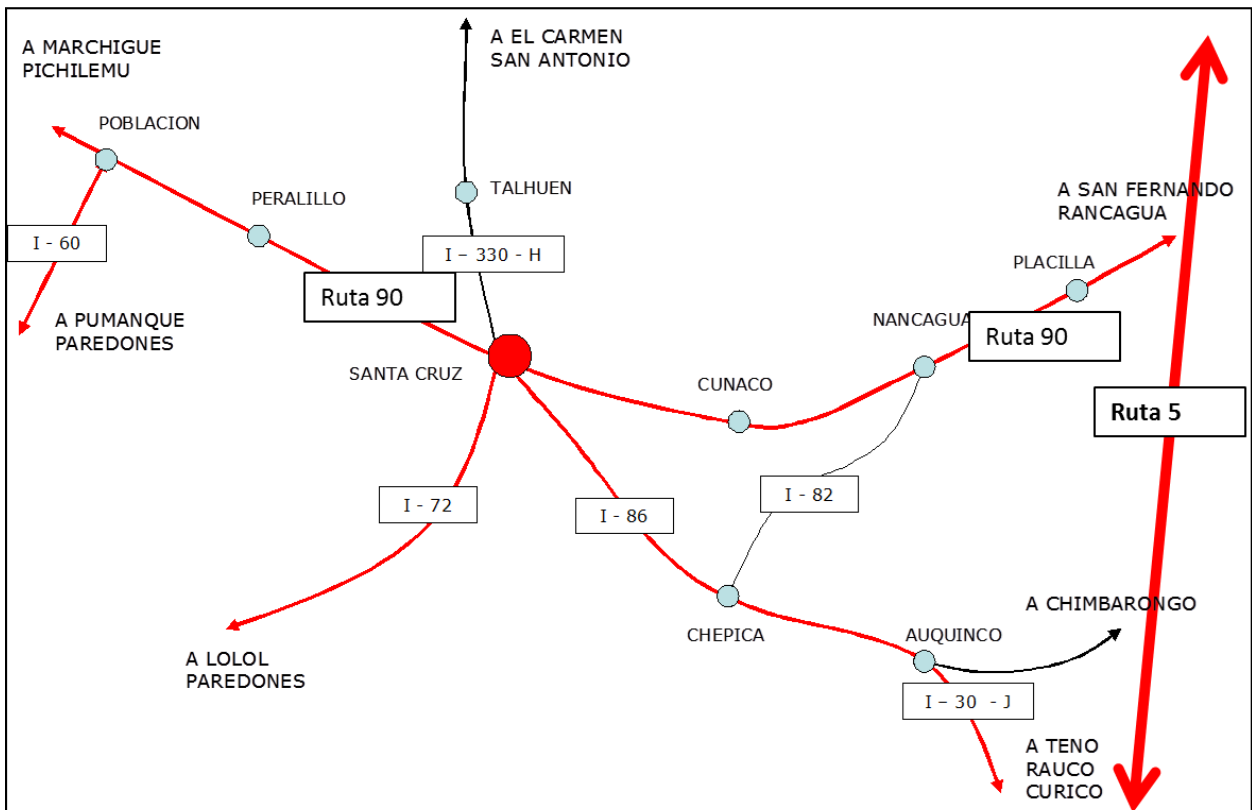 A MARCHIGUE
PICHILEMU
A EL CARMEN
SAN ANTONIO
POBLACION
PERALILLO
TALHUEN
A SAN FERNANDO
RANCAGUA
I - 60
I – 330 - H
PLACILLA
Ruta 90
NANCAGUA
Ruta 90
A PUMANQUE
PAREDONES
SANTA CRUZ
CUNACO
Ruta 5
I - 72
I - 86
I - 82
A CHIMBARONGO
CHEPICA
AUQUINCO
A LOLOL
PAREDONES
I – 30 - J
A TENO
RAUCO
CURICO